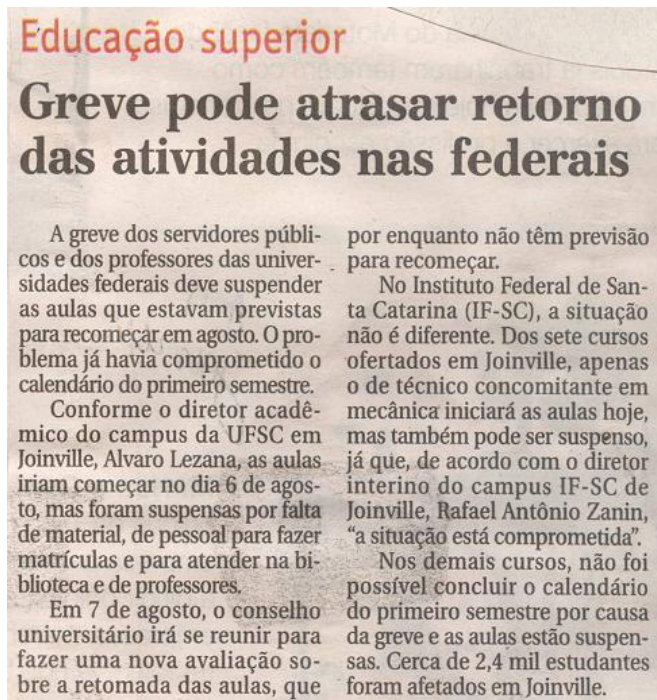 Educação superior
Greve pode atrasar retorno
das atividades nas federais
A greve dos servidores públi-
cos e dos professores das univer-
sidades federais deve suspender
as aulas que estavam previstas
para recomeçar em agosto. O pro-
blema já havia comprometido o
calendário do primeiro semestre.
Conforme o diretor acadê-
mico do campus da UFSC em
Joinville, Alvaro Lezana, as aulas
iriam começar no dia 6 de agos-
to, mas foram suspensas por falta
de material, de pessoal para fazer
matrículas e para atender na bi-
blioteca e de professores.
Em 7 de agosto, o conselho
universitário irá se reunir para
fazer uma nova avaliação so-
bre a retomada das aulas, que
por enquanto não têm previsão
para recomeçar.
No Instituto Federal de San-
ta Catarina (IF-SC), a situação
não é diferente. Dos sete cursos
ofertados em Joinville, apenas
o de técnico concomitante em
mecânica iniciará as aulas hoje,
mas também pode ser suspenso,
já que, de acordo com o diretor
interino do campus IF-SC de
Joinville, Rafael Antônio Zanin,
“a situação está comprometida”.
Nos demais cursos, não foi
possível concluir o calendário
do primeiro semestre por causa
da greve e as aulas estão suspen-
sas. Cerca de 2,4 mil estudantes
foram afetados em Joinville.